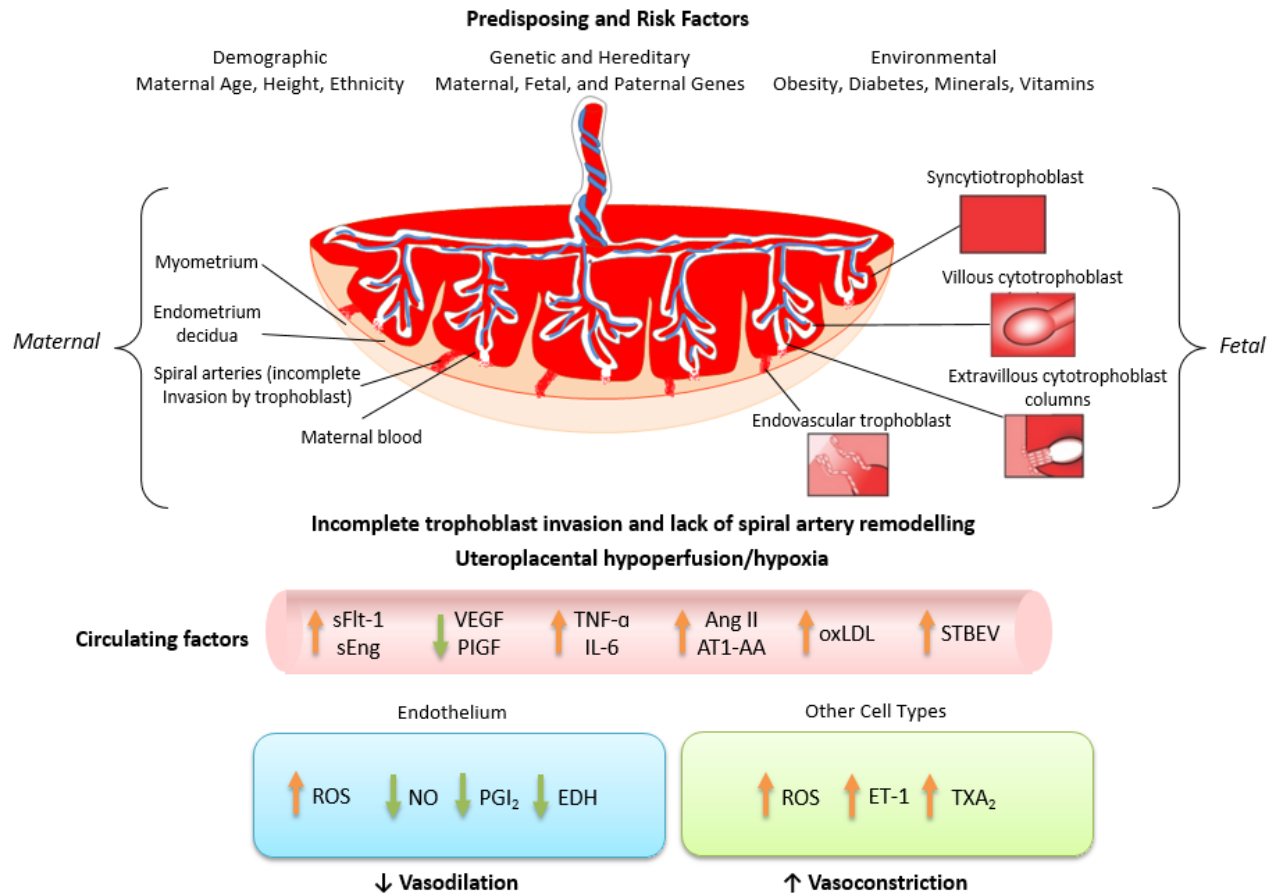 Predisposing and Risk Factors
Demographic
Maternal Age, Height, Ethnicity
Genetic and Hereditary
Maternal, Fetal, and Paternal Genes
Environmental
Obesity, Diabetes, Minerals, Vitamins
Maternal
Myometrium
Endometrium
decidua
Spiral arteries (incomplete
Invasion by trophoblast)
Maternal blood
Syncytiotrophoblast
Villous cytotrophoblast
Extravillous cytotrophoblast
columns
Endovascular trophoblast
Fetal
Incomplete trophoblast invasion and lack of spiral artery remodelling
Uteroplacental hypoperfusion/hypoxia
Circulating factors
sFlt-1
sEng
VEGF
PIGF
TNF-α
IL-6
Ang II
AT1-AA
oxLDL
STBEV
Endothelium
ROS
NO
PGI₂
EDH
↓ Vasodilation
Other Cell Types
ROS
ET-1
TXA₂
↑ Vasoconstriction